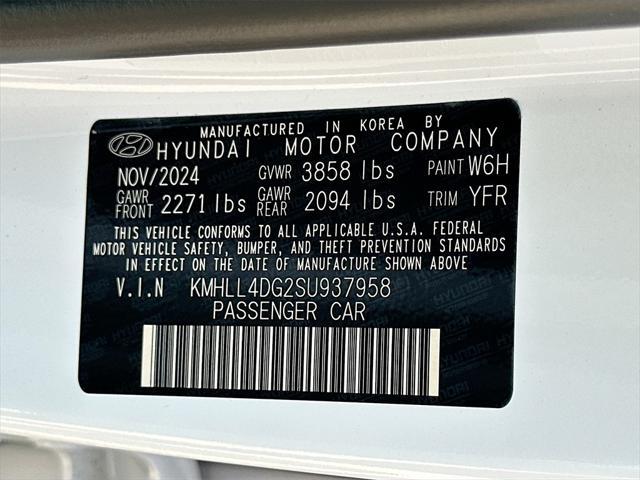 MANUFACTURED IN KOREA BY
HYUNDAI MOTOR COMPANY
NOV/2024 GVWR 3858 lbs PAINT W6H
GAWR FRONT 2271 lbs GAWR REAR 2094 lbs TRIM YFR
THIS VEHICLE CONFORMS TO ALL APPLICABLE U.S.A. FEDERAL
MOTOR VEHICLE SAFETY, BUMPER, AND THEFT PREVENTION STANDARDS
IN EFFECT ON THE DATE OF MANUFACTURE SHOWN ABOVE
V.I.N KMHLL4DG2SU937958
PASSENGER CAR